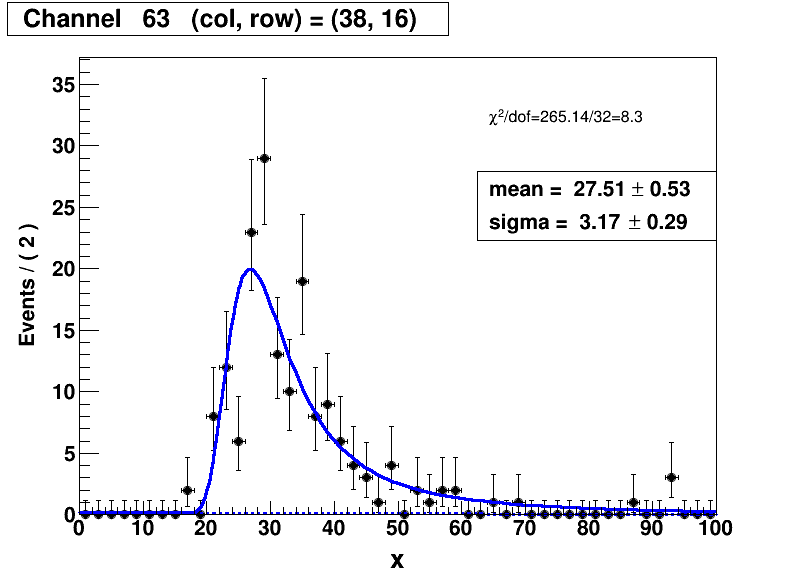 Channel 63 (col, row) = (38, 16)
χ²/dof=265.14/32=8.3
mean = 27.51 ± 0.53
sigma = 3.17 ± 0.29
Events / ( 2 )
35
30
25
20
15
10
5
0
0 10 20 30 40 50 60 70 80 90 100
x